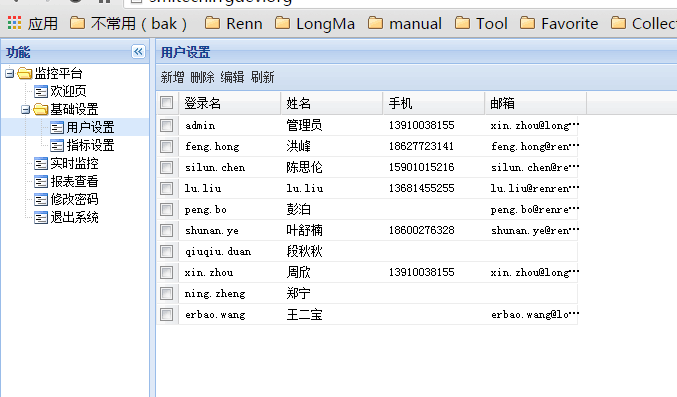 应用 不常用（bak） Renn LongMa manual Tool Favorite Collec
功能
监控平台
欢迎页
基础设置
用户设置
指标设置
实时监控
报表查看
修改密码
退出系统
用户设置
新增 删除 编辑 刷新
登录名 姓名 手机 邮箱
admin 管理员 13910038155 xin.zhou@long…
feng.hong 洪峰 18627723141 feng.hong@ren…
silun.chen 陈思伦 15901015216 silun.chen@re…
lu.liu lu.liu 13681455255 lu.liu@renren…
peng.bo 彭泊 peng.bo@renre…
shunan.ye 叶舒楠 18600276328 shunan.ye@ren…
qiuqiu.duan 段秋秋
xin.zhou 周欣 13910038155 xin.zhou@long…
ning.zheng 郑宁
erbao.wang 王二宝 erbao.wang@lo…